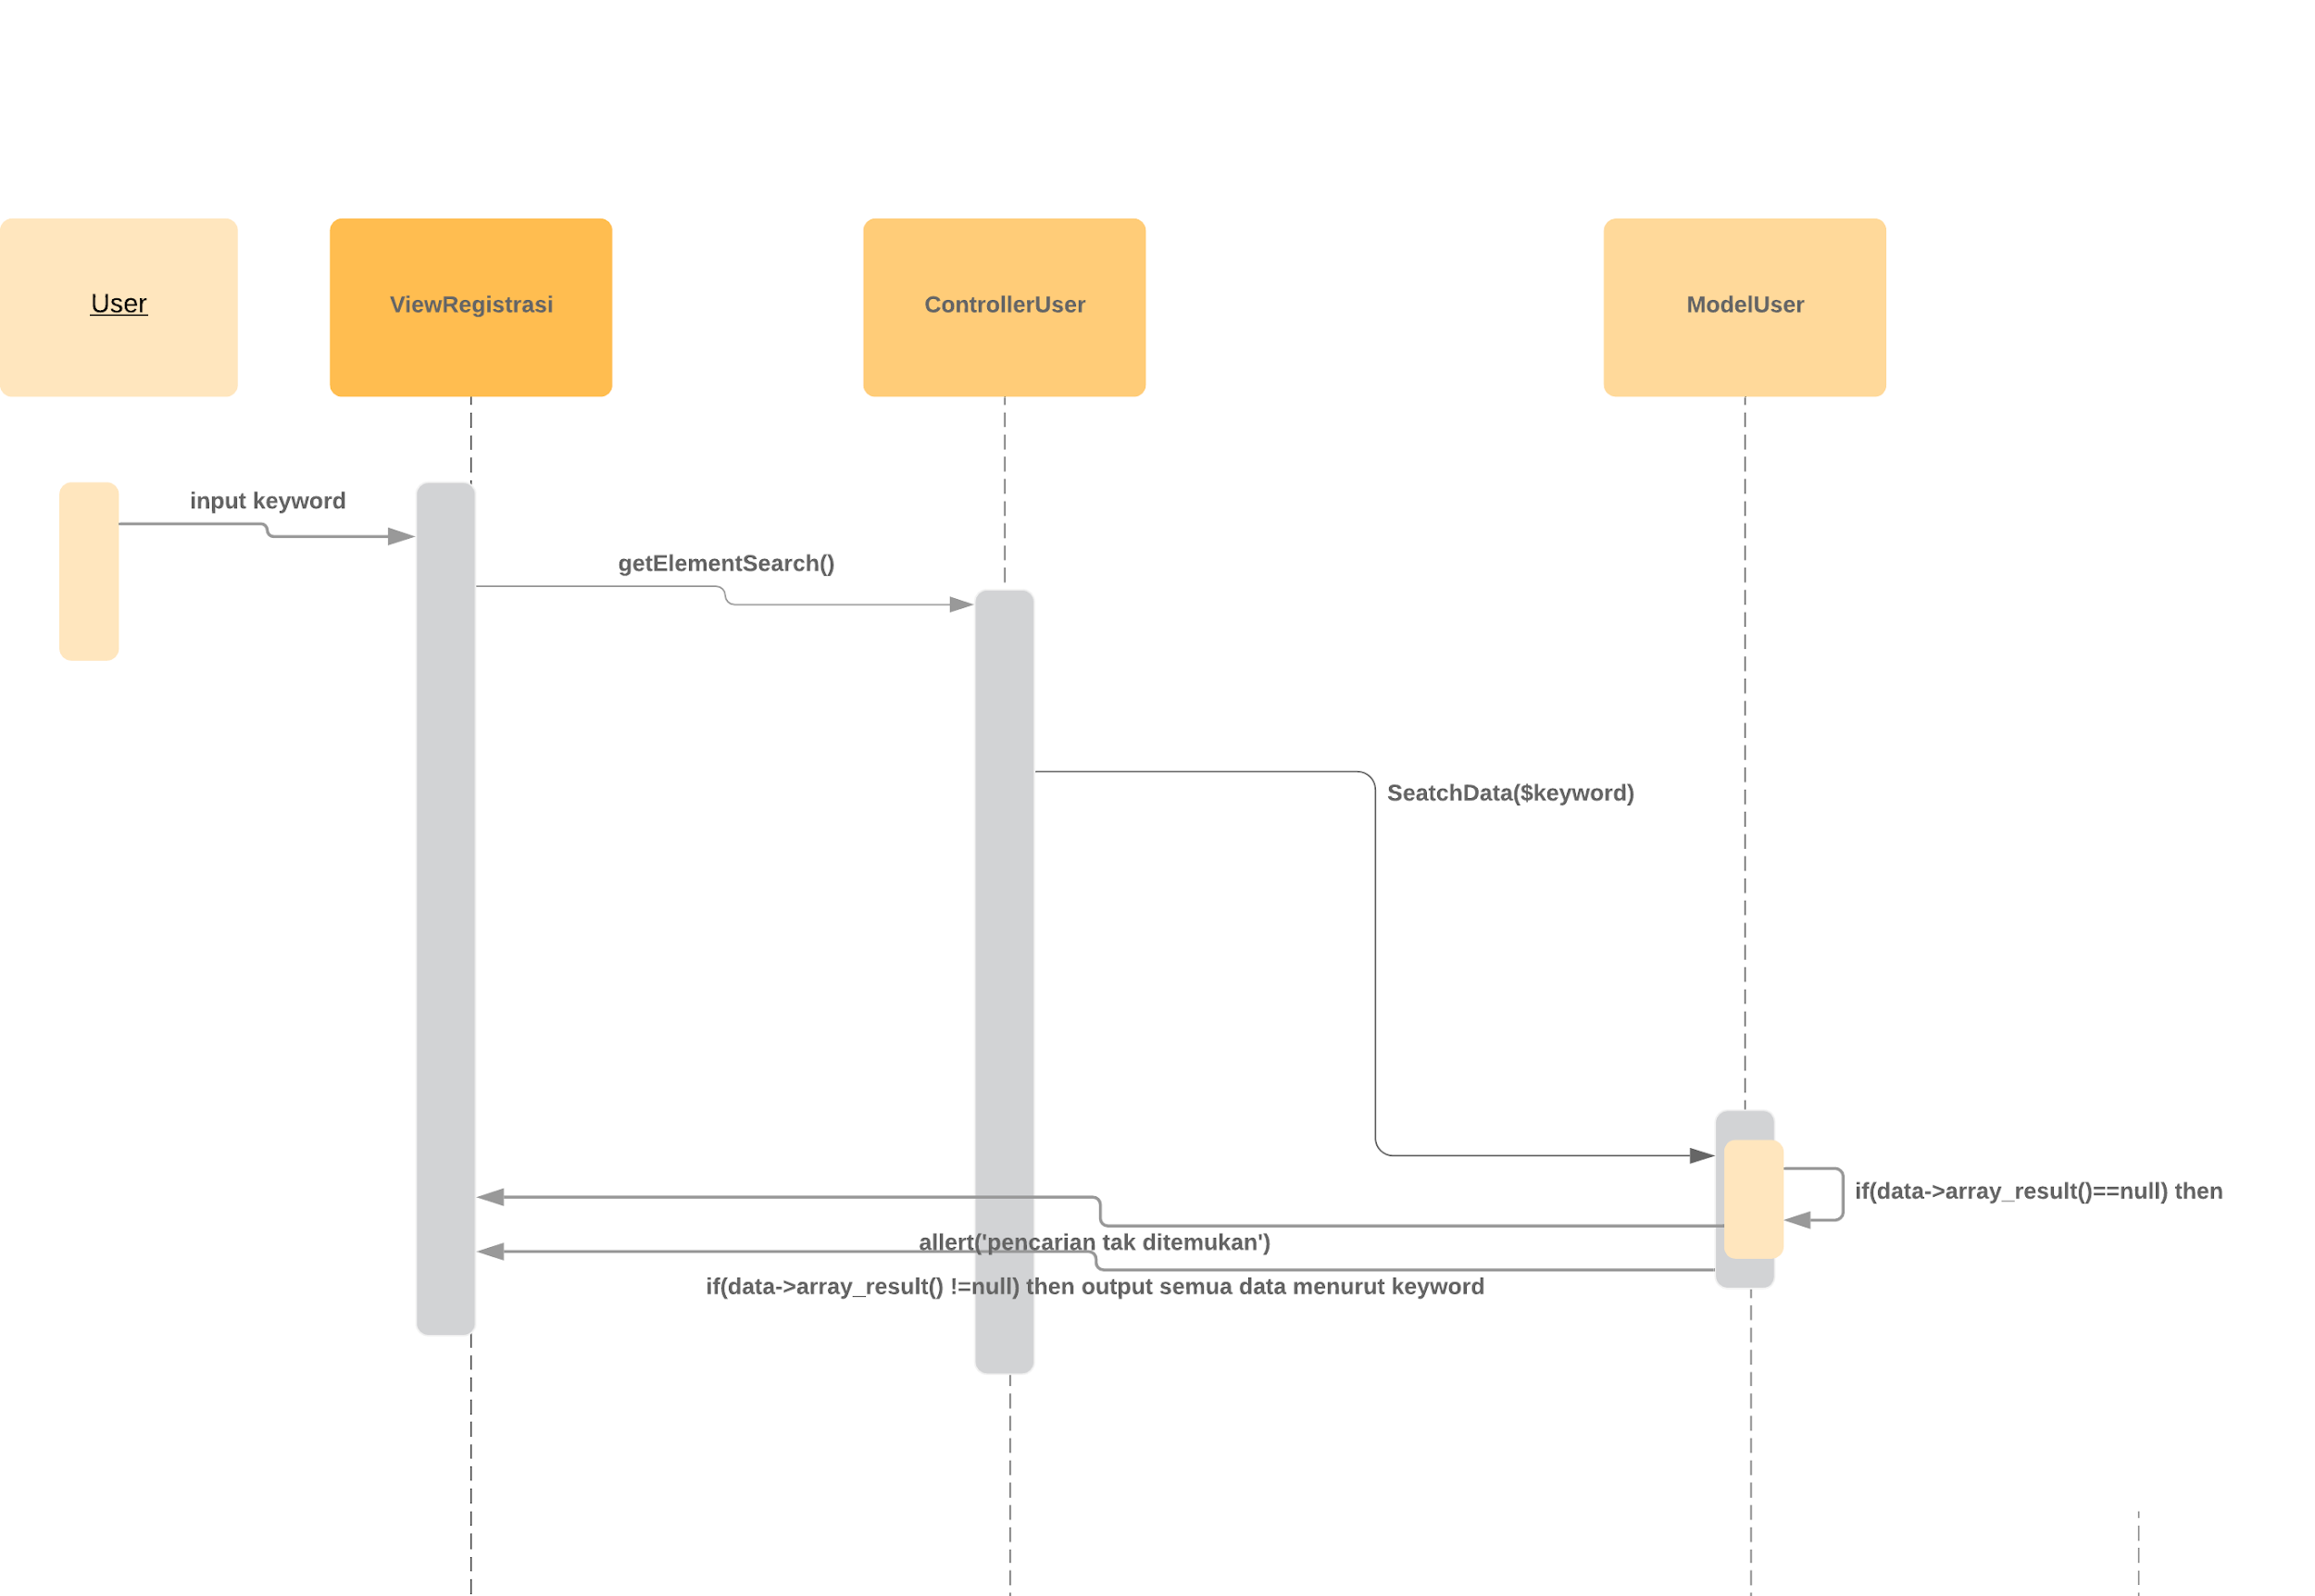 User
ViewRegistrasi
ControllerUser
ModelUser
input keyword
getElementSearch()
SeatchData($keyword)
if(data->array_result()==null) then
allert('pencarian tak ditemukan')
if(data->array_result() !=null) then output semua data menurut keyword